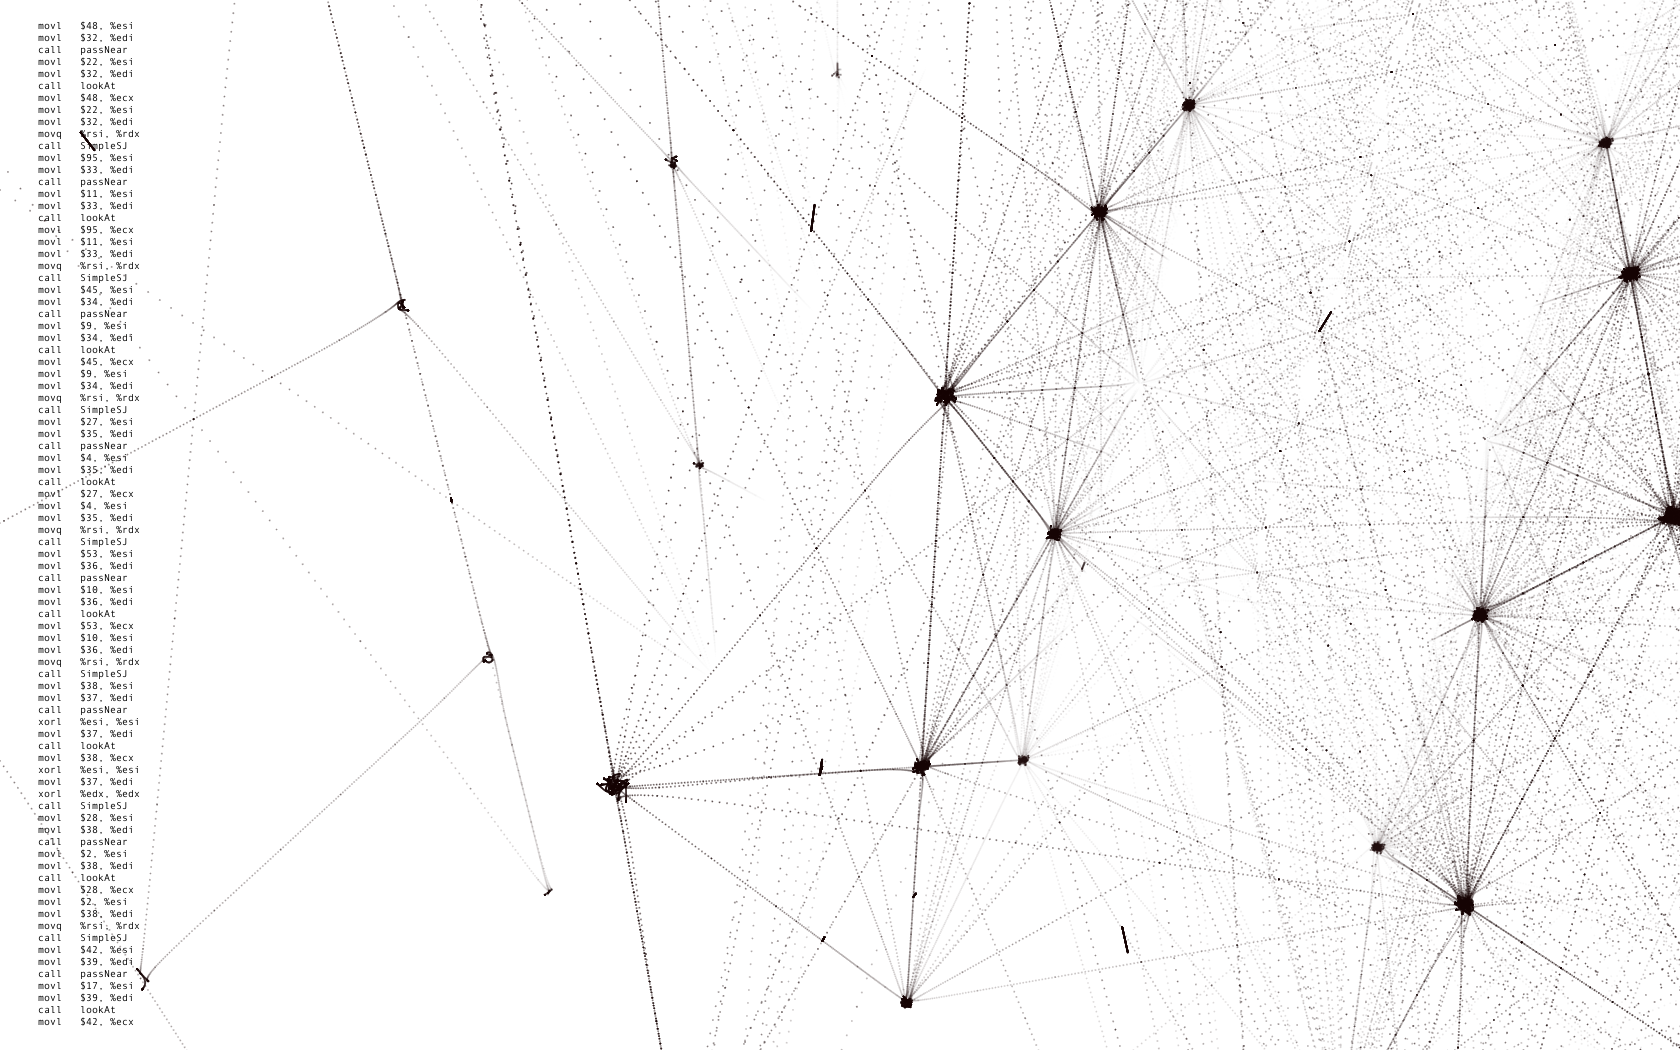 movl $48, %esi
movl $32, %edi
call passNear
movl $22, %esi
movl $32, %edi
call lookAt
movl $48, %ecx
movl $22, %esi
movl $32, %edi
movq %rsi, %rdx
call SimpleSJ
movl $95, %esi
movl $33, %edi
call passNear
movl $11, %esi
movl $33, %edi
call lookAt
movl $95, %ecx
movl $11, %esi
movl $33, %edi
movq %rsi, %rdx
call SimpleSJ
movl $45, %esi
movl $34, %edi
call passNear
movl $9, %esi
movl $34, %edi
call lookAt
movl $45, %ecx
movl $9, %esi
movl $34, %edi
movq %rsi, %rdx
call SimpleSJ
movl $27, %esi
movl $35, %edi
call passNear
movl $4, %esi
movl $35, %edi
call lookAt
movl $27, %ecx
movl $4, %esi
movl $35, %edi
movq %rsi, %rdx
call SimpleSJ
movl $53, %esi
movl $36, %edi
call passNear
movl $10, %esi
movl $36, %edi
call lookAt
movl $53, %ecx
movl $10, %esi
movl $36, %edi
movq %rsi, %rdx
call SimpleSJ
movl $38, %esi
movl $37, %edi
call passNear
xorl %esi, %esi
movl $37, %edi
call lookAt
movl $38, %ecx
xorl %esi, %esi
movl $37, %edi
xorl %edx, %edx
call SimpleSJ
movl $28, %esi
movl $38, %edi
call passNear
movl $2, %esi
movl $38, %edi
call lookAt
movl $28, %ecx
movl $2, %esi
movl $38, %edi
movq %rsi, %rdx
call SimpleSJ
movl $42, %esi
movl $39, %edi
call passNear
movl $17, %esi
movl $39, %edi
call lookAt
movl $42, %ecx